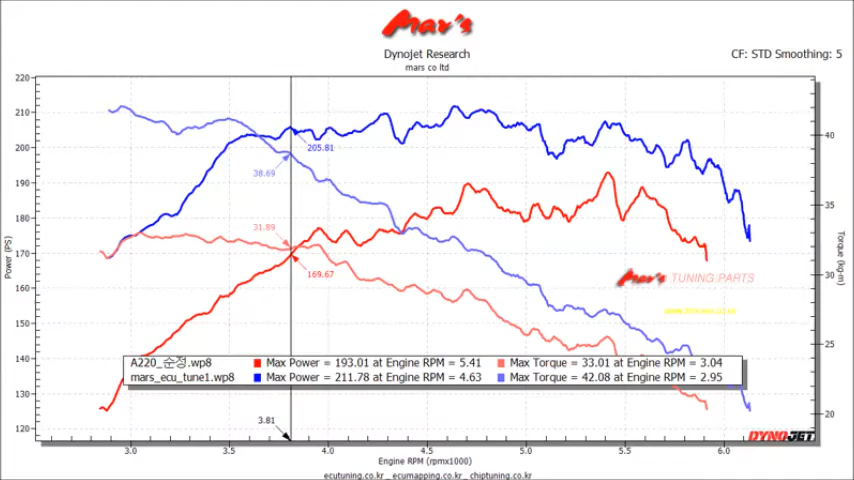 Mar's
Dynojet Research
mars co ltd
CF: STD Smoothing: 5
220
210
200
190
180
170
160
150
140
130
120
Power (PS)
40
35
30
25
20
Torque (kg-m)
205.81
38.69
31.89
169.67
Mar's TUNING PARTS
A220_순정.wp8 Max Power = 193.01 at Engine RPM = 5.41 Max Torque = 33.01 at Engine RPM = 3.04
mars_ecu_tune1.wp8 Max Power = 211.78 at Engine RPM = 4.63 Max Torque = 42.08 at Engine RPM = 2.95
3.81
DYNOJET
3.0 3.5 4.0 4.5 5.0 5.5 6.0
Engine RPM (rpmx1000)
ecutuning.co.kr _ ecumapping.co.kr _ chiptuning.co.kr